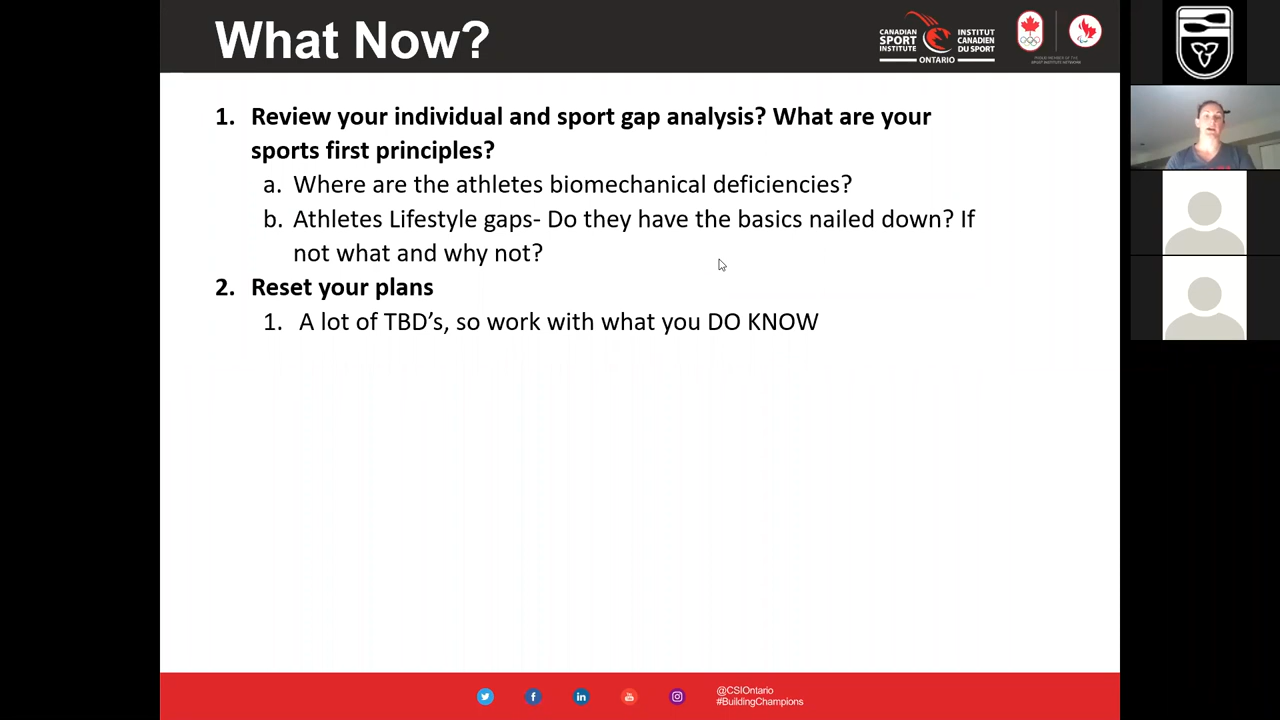 What Now?
CANADIAN SPORT INSTITUTE
INSTITUT CANADIEN DU SPORT
ONTARIO
1. Review your individual and sport gap analysis? What are your
sports first principles?
a. Where are the athletes biomechanical deficiencies?
b. Athletes Lifestyle gaps- Do they have the basics nailed down? If
not what and why not?
2. Reset your plans
1. A lot of TBD's, so work with what you DO KNOW
@CSIOntario
#BuildingChampions